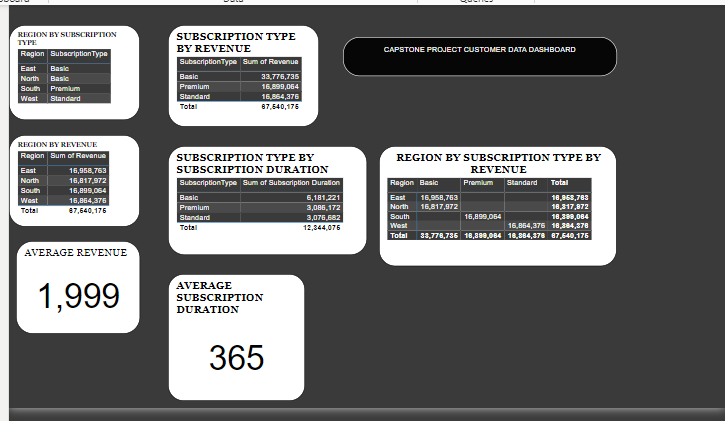 CAPSTONE PROJECT CUSTOMER DATA DASHBOARD
REGION BY SUBSCRIPTION
TYPE
Region SubscriptionType
East Basic
North Basic
South Premium
West Standard
SUBSCRIPTION TYPE
BY REVENUE
SubscriptionType Sum of Revenue
Basic 33,776,735
Premium 16,899,064
Standard 16,864,376
Total 67,540,175
REGION BY REVENUE
Region Sum of Revenue
East 16,958,763
North 16,817,972
South 16,899,064
West 16,864,376
Total 67,540,175
SUBSCRIPTION TYPE BY
SUBSCRIPTION DURATION
SubscriptionType Sum of Subscription Duration
Basic 6,181,221
Premium 3,086,172
Standard 3,076,682
Total 12,344,075
REGION BY SUBSCRIPTION TYPE BY
REVENUE
Region Basic Premium Standard Total
East 16,958,763 16,958,763
North 16,817,972 16,817,972
South 16,899,064 16,899,064
West 16,864,376 16,864,376
Total 33,776,735 16,899,064 16,864,376 67,540,175
AVERAGE REVENUE
1,999
AVERAGE
SUBSCRIPTION
DURATION
365